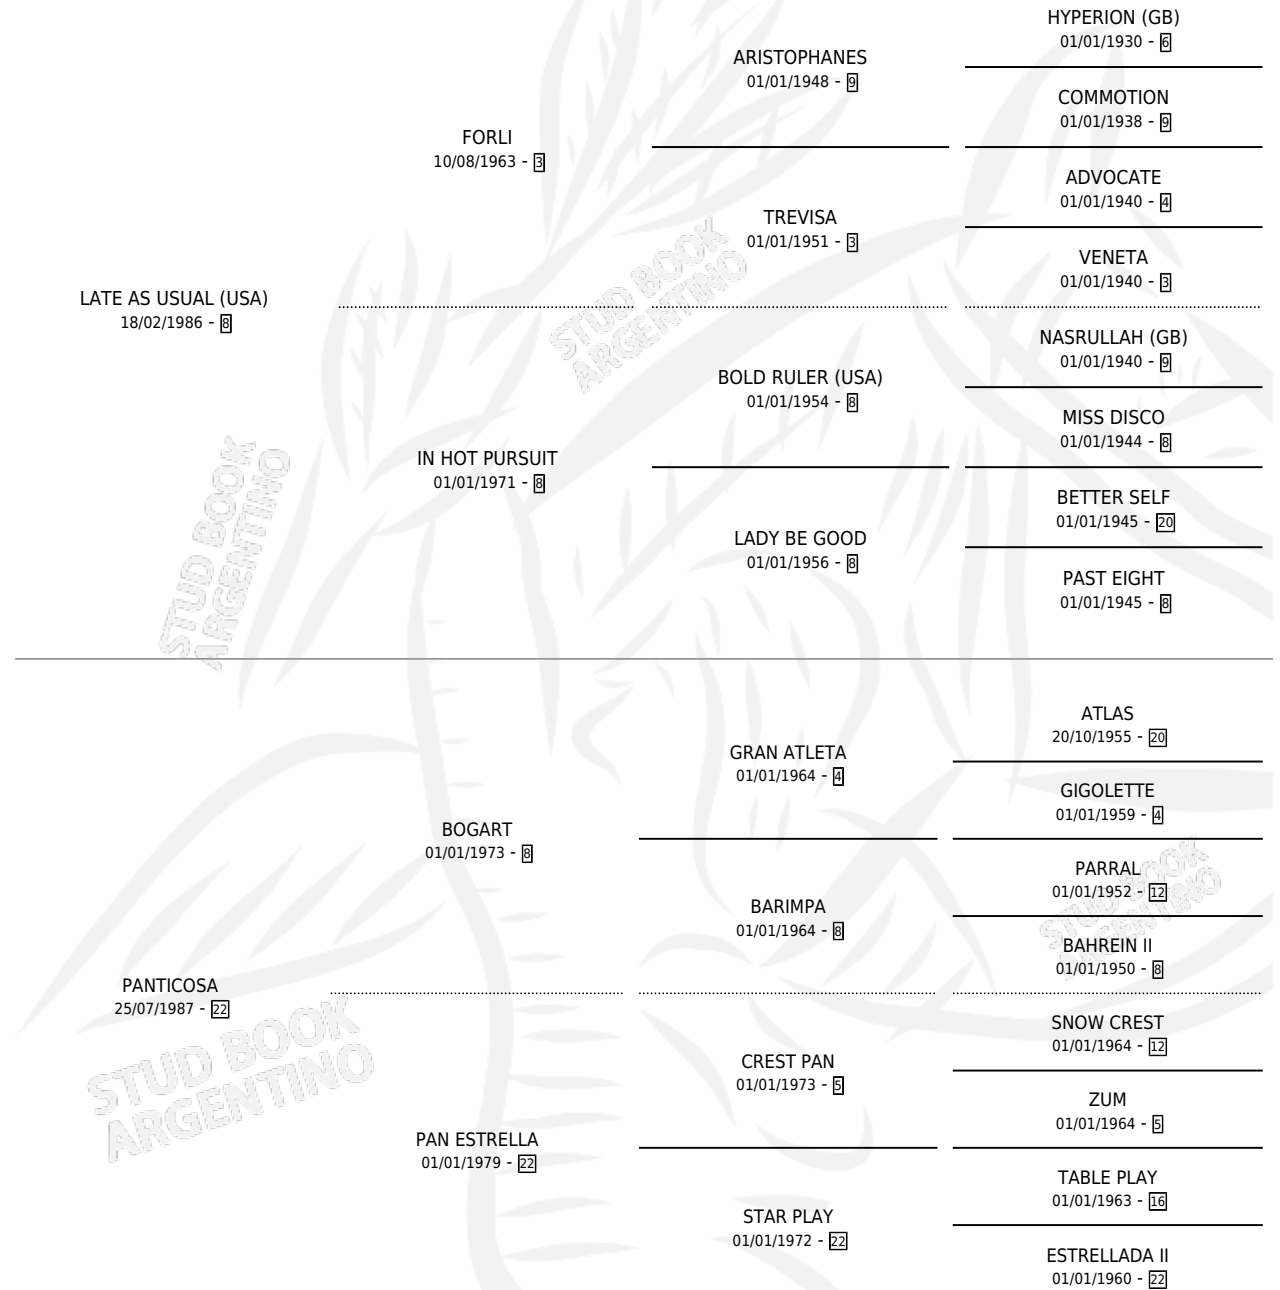 HYPERION (GB)
01/01/1930 - 6
ARISTOPHANES
01/01/1948 - 9
COMMOTION
01/01/1938 - 9
FORLI
10/08/1963 - 3
ADVOCATE
01/01/1940 - 4
TREVISA
01/01/1951 - 3
VENETA
01/01/1940 - 3
LATE AS USUAL (USA)
18/02/1986 - 8
NASRULLAH (GB)
01/01/1940 - 9
BOLD RULER (USA)
01/01/1954 - 8
MISS DISCO
01/01/1944 - 8
IN HOT PURSUIT
01/01/1971 - 8
BETTER SELF
01/01/1945 - 20
LADY BE GOOD
01/01/1956 - 8
PAST EIGHT
01/01/1945 - 8
STUD BOOK
ARGENTINO
STUD BOOK
ARGENTINO
ATLAS
20/10/1955 - 20
GRAN ATLETA
01/01/1964 - 4
GIGOLETTE
01/01/1959 - 4
BOGART
01/01/1973 - 8
PARRAL
01/01/1952 - 12
BARIMPA
01/01/1964 - 8
BAHREIN II
01/01/1950 - 8
PANTICOSA
25/07/1987 - 22
SNOW CREST
01/01/1964 - 12
CREST PAN
01/01/1973 - 5
ZUM
01/01/1964 - 5
PAN ESTRELLA
01/01/1979 - 22
TABLE PLAY
01/01/1963 - 16
STAR PLAY
01/01/1972 - 22
ESTRELLADA II
01/01/1960 - 22
STUD BOOK
ARGENTINO
STUD BOOK
ARGENTINO